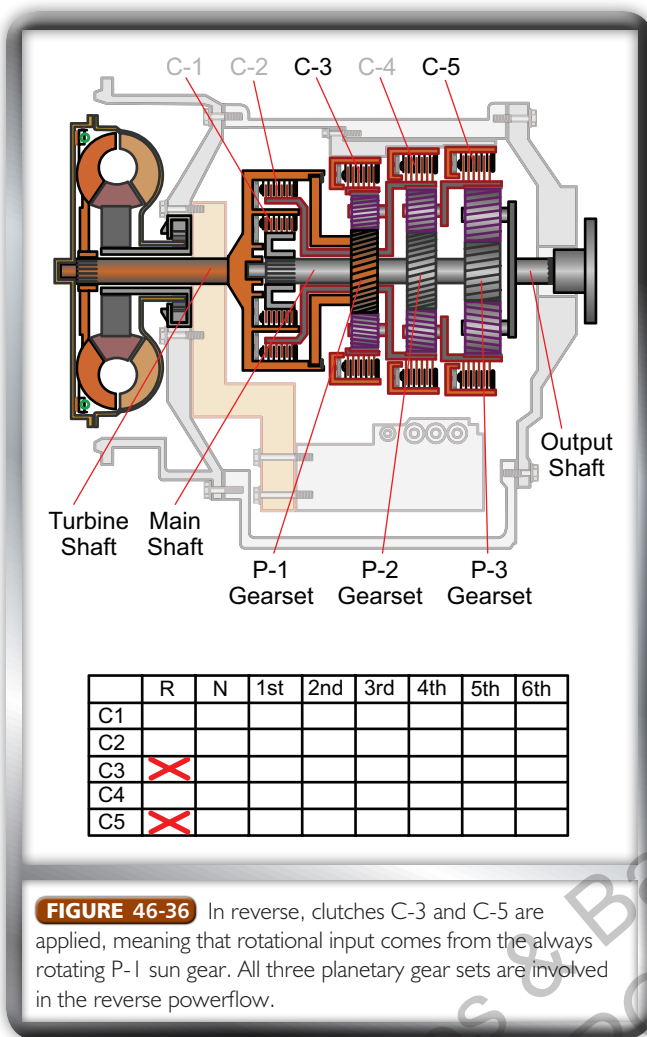 C-1 C-2 C-3 C-4 C-5
Output
Shaft
Turbine
Shaft
Main
Shaft
P-1
Gearset
P-2
Gearset
P-3
Gearset
R N 1st 2nd 3rd 4th 5th 6th
C1
C2
C3
C4
C5
FIGURE 46-36 In reverse, clutches C-3 and C-5 are
applied, meaning that rotational input comes from the always
rotating P-1 sun gear. All three planetary gear sets are involved
in the reverse powerflow.